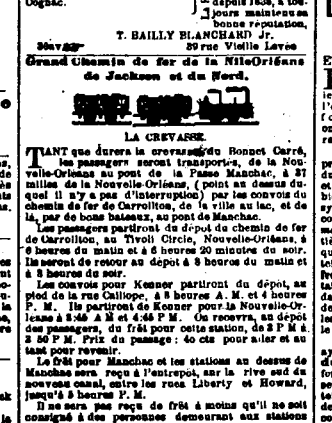 Cognac.
depuis 1838, a tou-
jours maintenu sa
bonne réputation,
T. BAILLY BLANCHARD Jr.
30av
89 rue Vieille Levée
Grand Chemin de fer de la Nlle Orléans
de Jackson et du Nord.
LA CREVASSE.
TANT que durera la crevasse du Bonnet Carré,
les passagers seront transportés, de la Nou-
velle-Orléans au pont de la Passe Manchac, à 37
milles de la Nouvelle-Orléans, (point au dessus du-
quel il n'y a pas d'interruption) par les convois du
chemin de fer de Carrollton, de la ville au lac, et de
là, par de bons bateaux, au pont de Manchac.
Les passagers partiront du dépôt du chemin de fer
de Carrollton, au Tivoli Circle, Nouvelle-Orléans, à
heures du matin et à 6 heures 20 minutes du soir.
Ils seront de retour au dépôt à 8 heures du matin et
à 8 heures du soir.
Les convois pour Kenner partiront du dépôt, au
pied de la rue Calliope, à 8 heures A. M. et 4 heures
P. M. Ils partiront de Kenner pour la Nouvelle-Or-
léans à 5 45 A M et 4:45 P M. On recevra, au dépôt
des passagers, du frêt pour cette station, de 2 P M à
3 50 P M. Prix du passage: 40 cts pour aller et au
tant pour revenir.
Le frêt pour Manchac et les stations au dessus de
Manchac sera reçu à l'entrepôt, sur la rive sud du
nouveau canal, entre les rues Liberty et Howard,
jusqu'à 5 heures P. M.
Il ne sera pas reçu de frêt à moins qu'il ne soit
consigné à des personnes demeurant aux stations